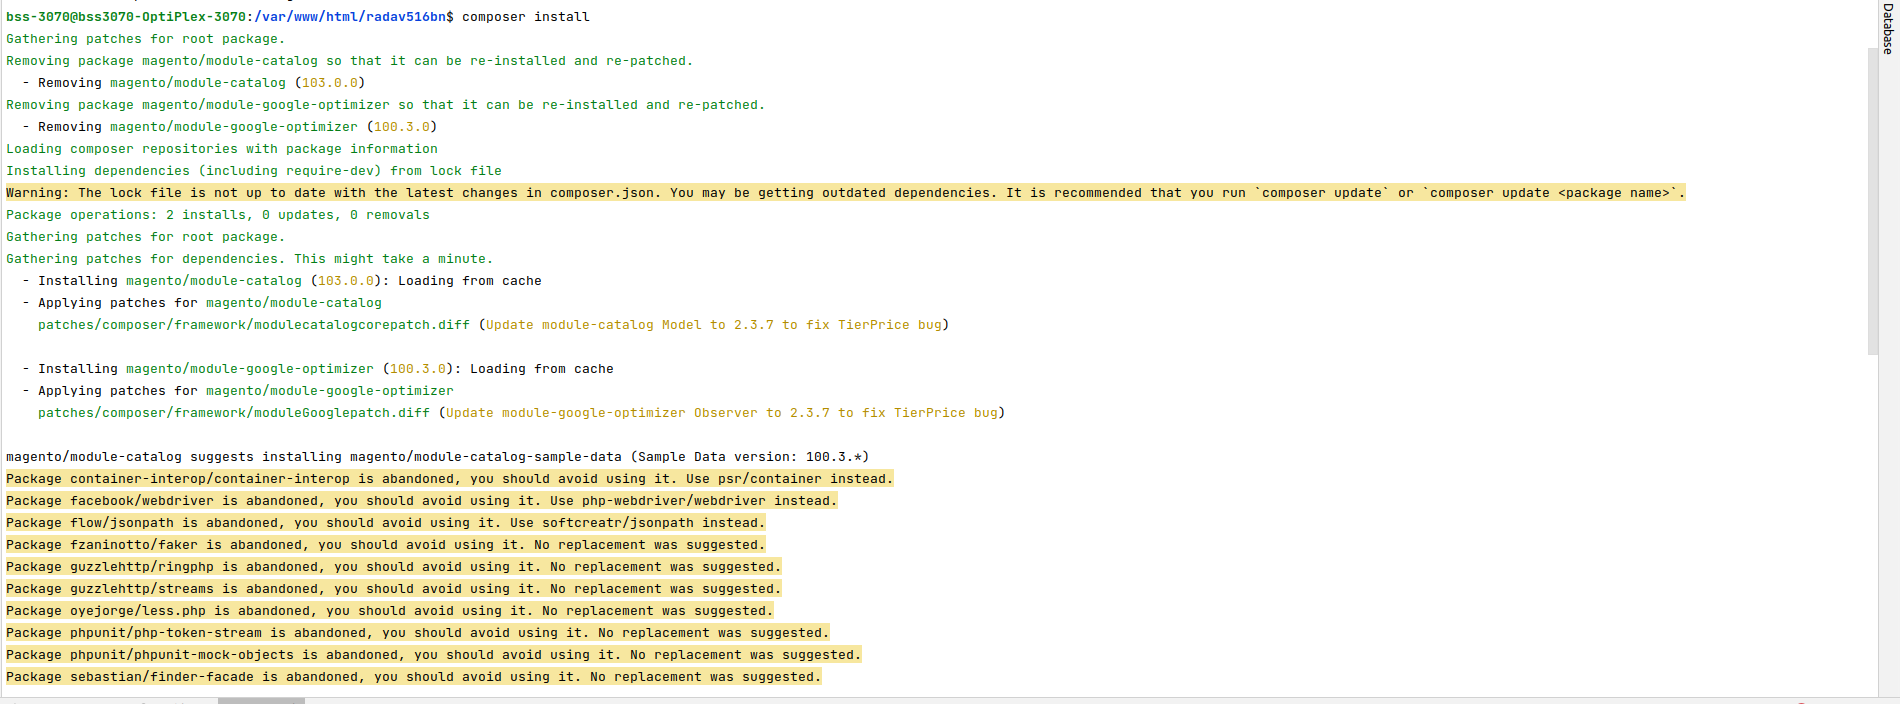 Database
bss-3070@bss3070-OptiPlex-3070:/var/www/html/radav516bn$ composer install
Gathering patches for root package.
Removing package magento/module-catalog so that it can be re-installed and re-patched.
  - Removing magento/module-catalog (103.0.0)
Removing package magento/module-google-optimizer so that it can be re-installed and re-patched.
  - Removing magento/module-google-optimizer (100.3.0)
Loading composer repositories with package information
Installing dependencies (including require-dev) from lock file
Warning: The lock file is not up to date with the latest changes in composer.json. You may be getting outdated dependencies. It is recommended that you run `composer update` or `composer update <package name>`.
Package operations: 2 installs, 0 updates, 0 removals
Gathering patches for root package.
Gathering patches for dependencies. This might take a minute.
  - Installing magento/module-catalog (103.0.0): Loading from cache
  - Applying patches for magento/module-catalog
    patches/composer/framework/modulecatalogcorepatch.diff (Update module-catalog Model to 2.3.7 to fix TierPrice bug)
  - Installing magento/module-google-optimizer (100.3.0): Loading from cache
  - Applying patches for magento/module-google-optimizer
    patches/composer/framework/moduleGooglepatch.diff (Update module-google-optimizer Observer to 2.3.7 to fix TierPrice bug)
magento/module-catalog suggests installing magento/module-catalog-sample-data (Sample Data version: 100.3.*)
Package container-interop/container-interop is abandoned, you should avoid using it. Use psr/container instead.
Package facebook/webdriver is abandoned, you should avoid using it. Use php-webdriver/webdriver instead.
Package flow/jsonpath is abandoned, you should avoid using it. Use softcreatr/jsonpath instead.
Package fzaninotto/faker is abandoned, you should avoid using it. No replacement was suggested.
Package guzzlehttp/ringphp is abandoned, you should avoid using it. No replacement was suggested.
Package guzzlehttp/streams is abandoned, you should avoid using it. No replacement was suggested.
Package oyejorge/less.php is abandoned, you should avoid using it. No replacement was suggested.
Package phpunit/php-token-stream is abandoned, you should avoid using it. No replacement was suggested.
Package phpunit/phpunit-mock-objects is abandoned, you should avoid using it. No replacement was suggested.
Package sebastian/finder-facade is abandoned, you should avoid using it. No replacement was suggested.